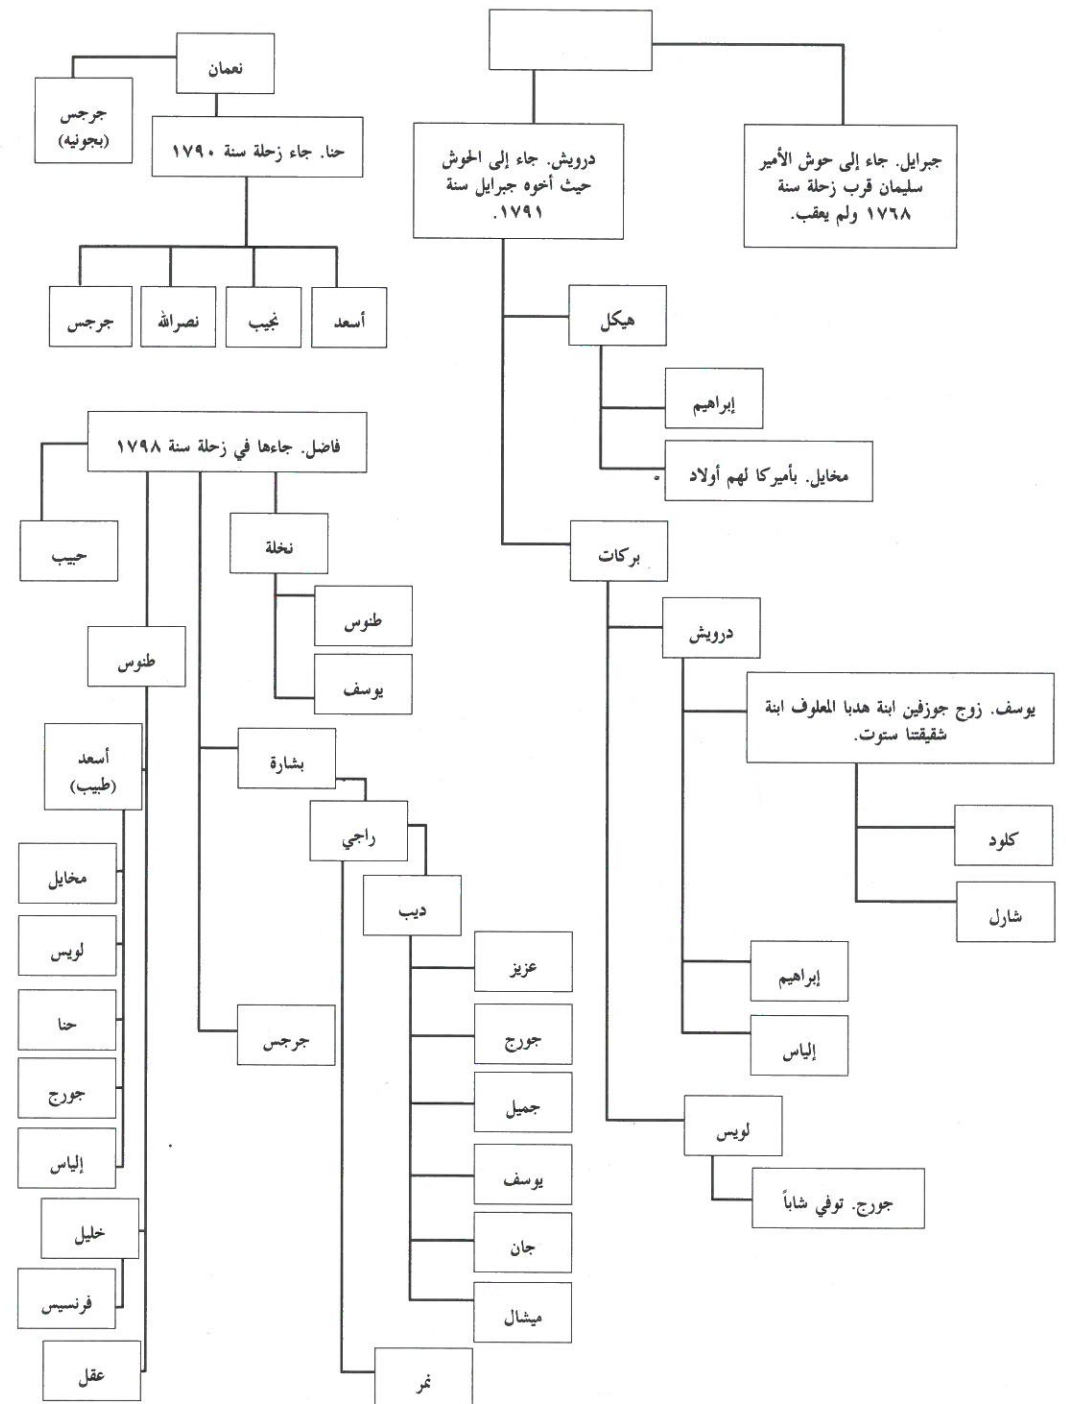 جبرايل. جاء إلى حوش الأمير
سليمان قرب زحلة سنة
١٧٦٨ ولم يعقب.
درويش. جاء إلى الحوش
حيث أخوه جبرايل سنة
١٧٩١.
هيكل
إبراهيم
مخايل. بأميركا لهم أولاد
بركات
درويش
يوسف. زوج جوزفين ابنة هدبا المعلوف ابنة
شقيقتنا ستوت.
كلود
شارل
إبراهيم
إلياس
لويس
جورج. توفي شاباً
نعمان
جرجس
(بجونيه)
حنا. جاء زحلة سنة ١٧٩٠
أسعد
نجيب
نصرالله
جرجس
فاضل. جاءها في زحلة سنة ١٧٩٨
حبيب
نخلة
طنوس
يوسف
طنوس
بشارة
راجي
ديب
عزيز
جورج
جميل
يوسف
جان
ميشال
نمر
جرجس
أسعد
(طبيب)
مخايل
لويس
حنا
جورج
إلياس
خليل
فرنسيس
عقل